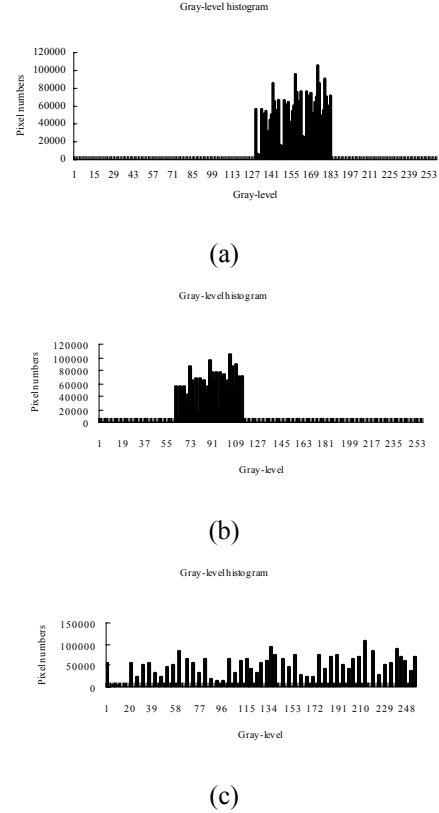 Gray-level histogram
120000
100000
80000
60000
40000
20000
0
Pixel numbers
1 15 29 43 57 71 85 99 113 127 141 155 169 183 197 211 225 239 253
Gray-level
(a)
Gray-level histogram
120000
100000
80000
60000
40000
20000
0
Pixel numbers
1 19 37 55 73 91 109 127 145 163 181 199 217 235 253
Gray-level
(b)
Gray-level histogram
150000
100000
50000
0
Pixel numbers
1 20 39 58 77 96 115 134 153 172 191 210 229 248
Gray-level
(c)